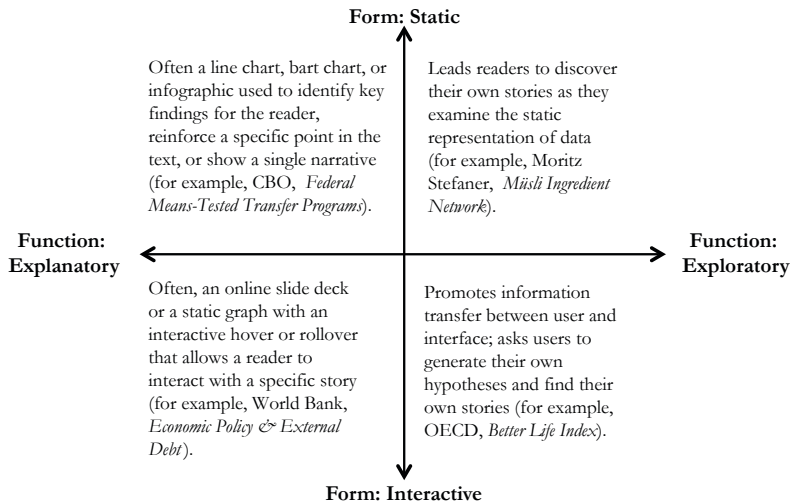 Form: Static
Often a line chart, bart chart, or
infographic used to identify key
findings for the reader,
reinforce a specific point in the
text, or show a single narrative
(for example, CBO, Federal
Means-Tested Transfer Programs).
Leads readers to discover
their own stories as they
examine the static
representation of data
(for example, Moritz
Stefaner, Müsli Ingredient
Network).
Function:
Explanatory
Function:
Exploratory
Often, an online slide deck
or a static graph with an
interactive hover or rollover
that allows a reader to
interact with a specific story
(for example, World Bank,
Economic Policy & External
Debt).
Promotes information
transfer between user and
interface; asks users to
generate their own
hypotheses and find their
own stories (for example,
OECD, Better Life Index).
Form: Interactive